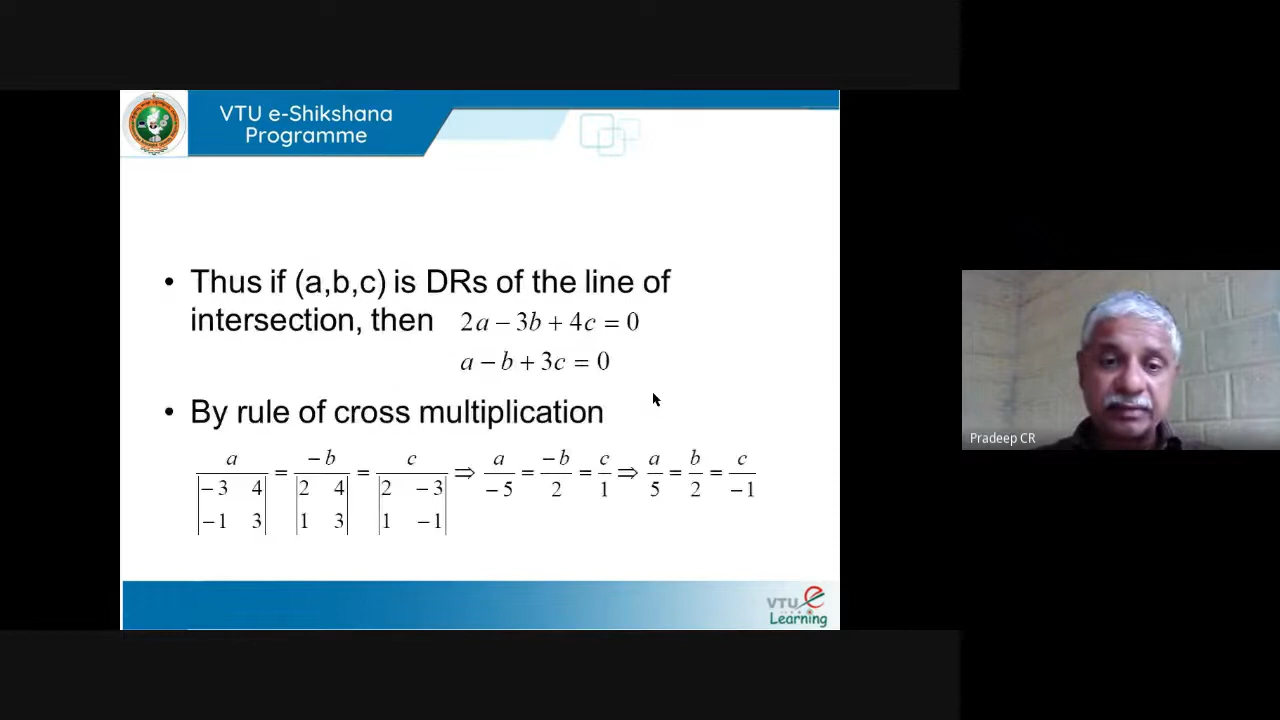 VTU e-Shikshana
Programme
• Thus if (a,b,c) is DRs of the line of
intersection, then 2a − 3b + 4c = 0
a − b + 3c = 0
• By rule of cross multiplication
a/|−3 4; −1 3| = −b/|2 4; 1 3| = c/|2 −3; 1 −1| ⇒ a/−5 = −b/2 = c/1 ⇒ a/5 = b/2 = c/−1
Pradeep CR
VTU e
Learning